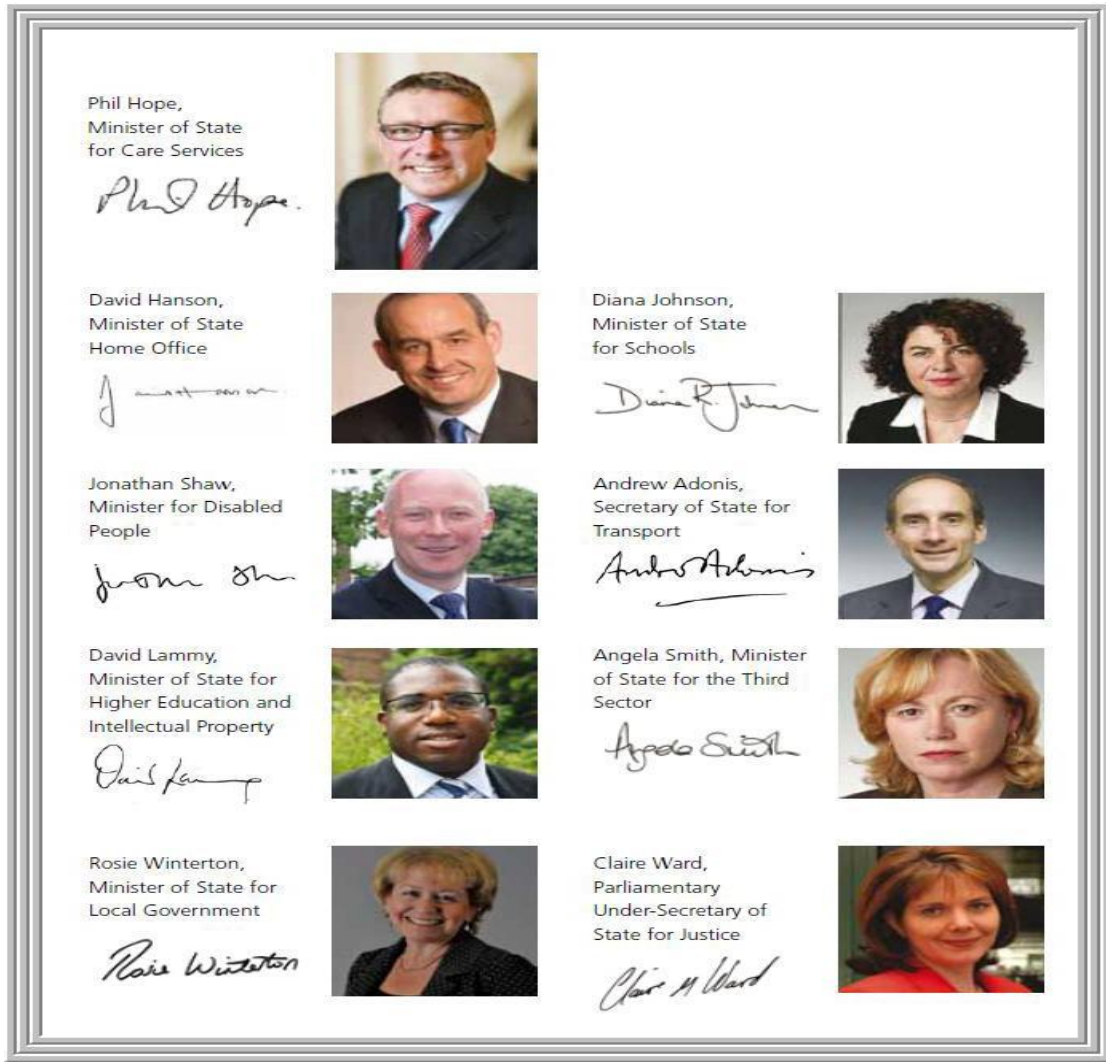 Phil Hope,
Minister of State
for Care Services
Phil Hope.
David Hanson,
Minister of State
Home Office
Diana Johnson,
Minister of State
for Schools
Diana R. Johnson
Jonathan Shaw,
Minister for Disabled
People
Andrew Adonis,
Secretary of State for
Transport
Andrew Adonis
David Lammy,
Minister of State for
Higher Education and
Intellectual Property
David Lammy
Angela Smith, Minister
of State for the Third
Sector
Angela Smith
Rosie Winterton,
Minister of State for
Local Government
Rosie Winterton
Claire Ward,
Parliamentary
Under-Secretary of
State for Justice
Claire M Ward